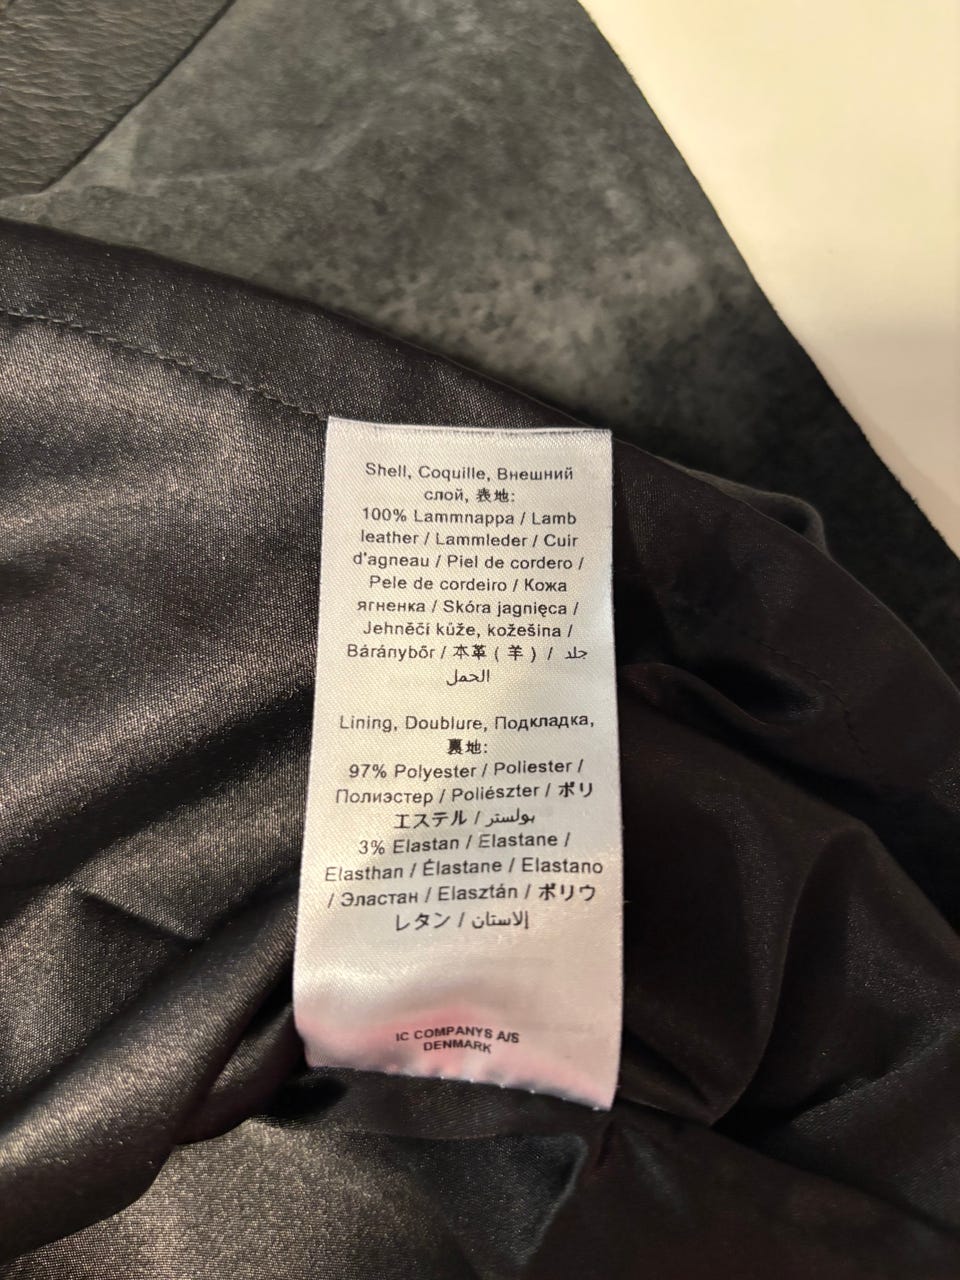 Shell, Coquille, Внешний
слой, 表地:
100% Lammnappa / Lamb
leather / Lammleder / Cuir
d'agneau / Piel de cordero /
Pele de cordeiro / Кожа
ягненка / Skóra jagnięca /
Jehněčí kůže, kožešina /
Báránybőr / 本革 ( 羊 ) / جلد
الحمل
Lining, Doublure, Подкладка,
裏地:
97% Polyester / Poliester /
Полиэстер / Poliészter / ポリ
エステル / بولستر
3% Elastan / Elastane /
Elasthan / Élastane / Elastano
/ Эластан / Elasztán / ポリウ
レタン / إلاستان
IC COMPANYS A/S
DENMARK